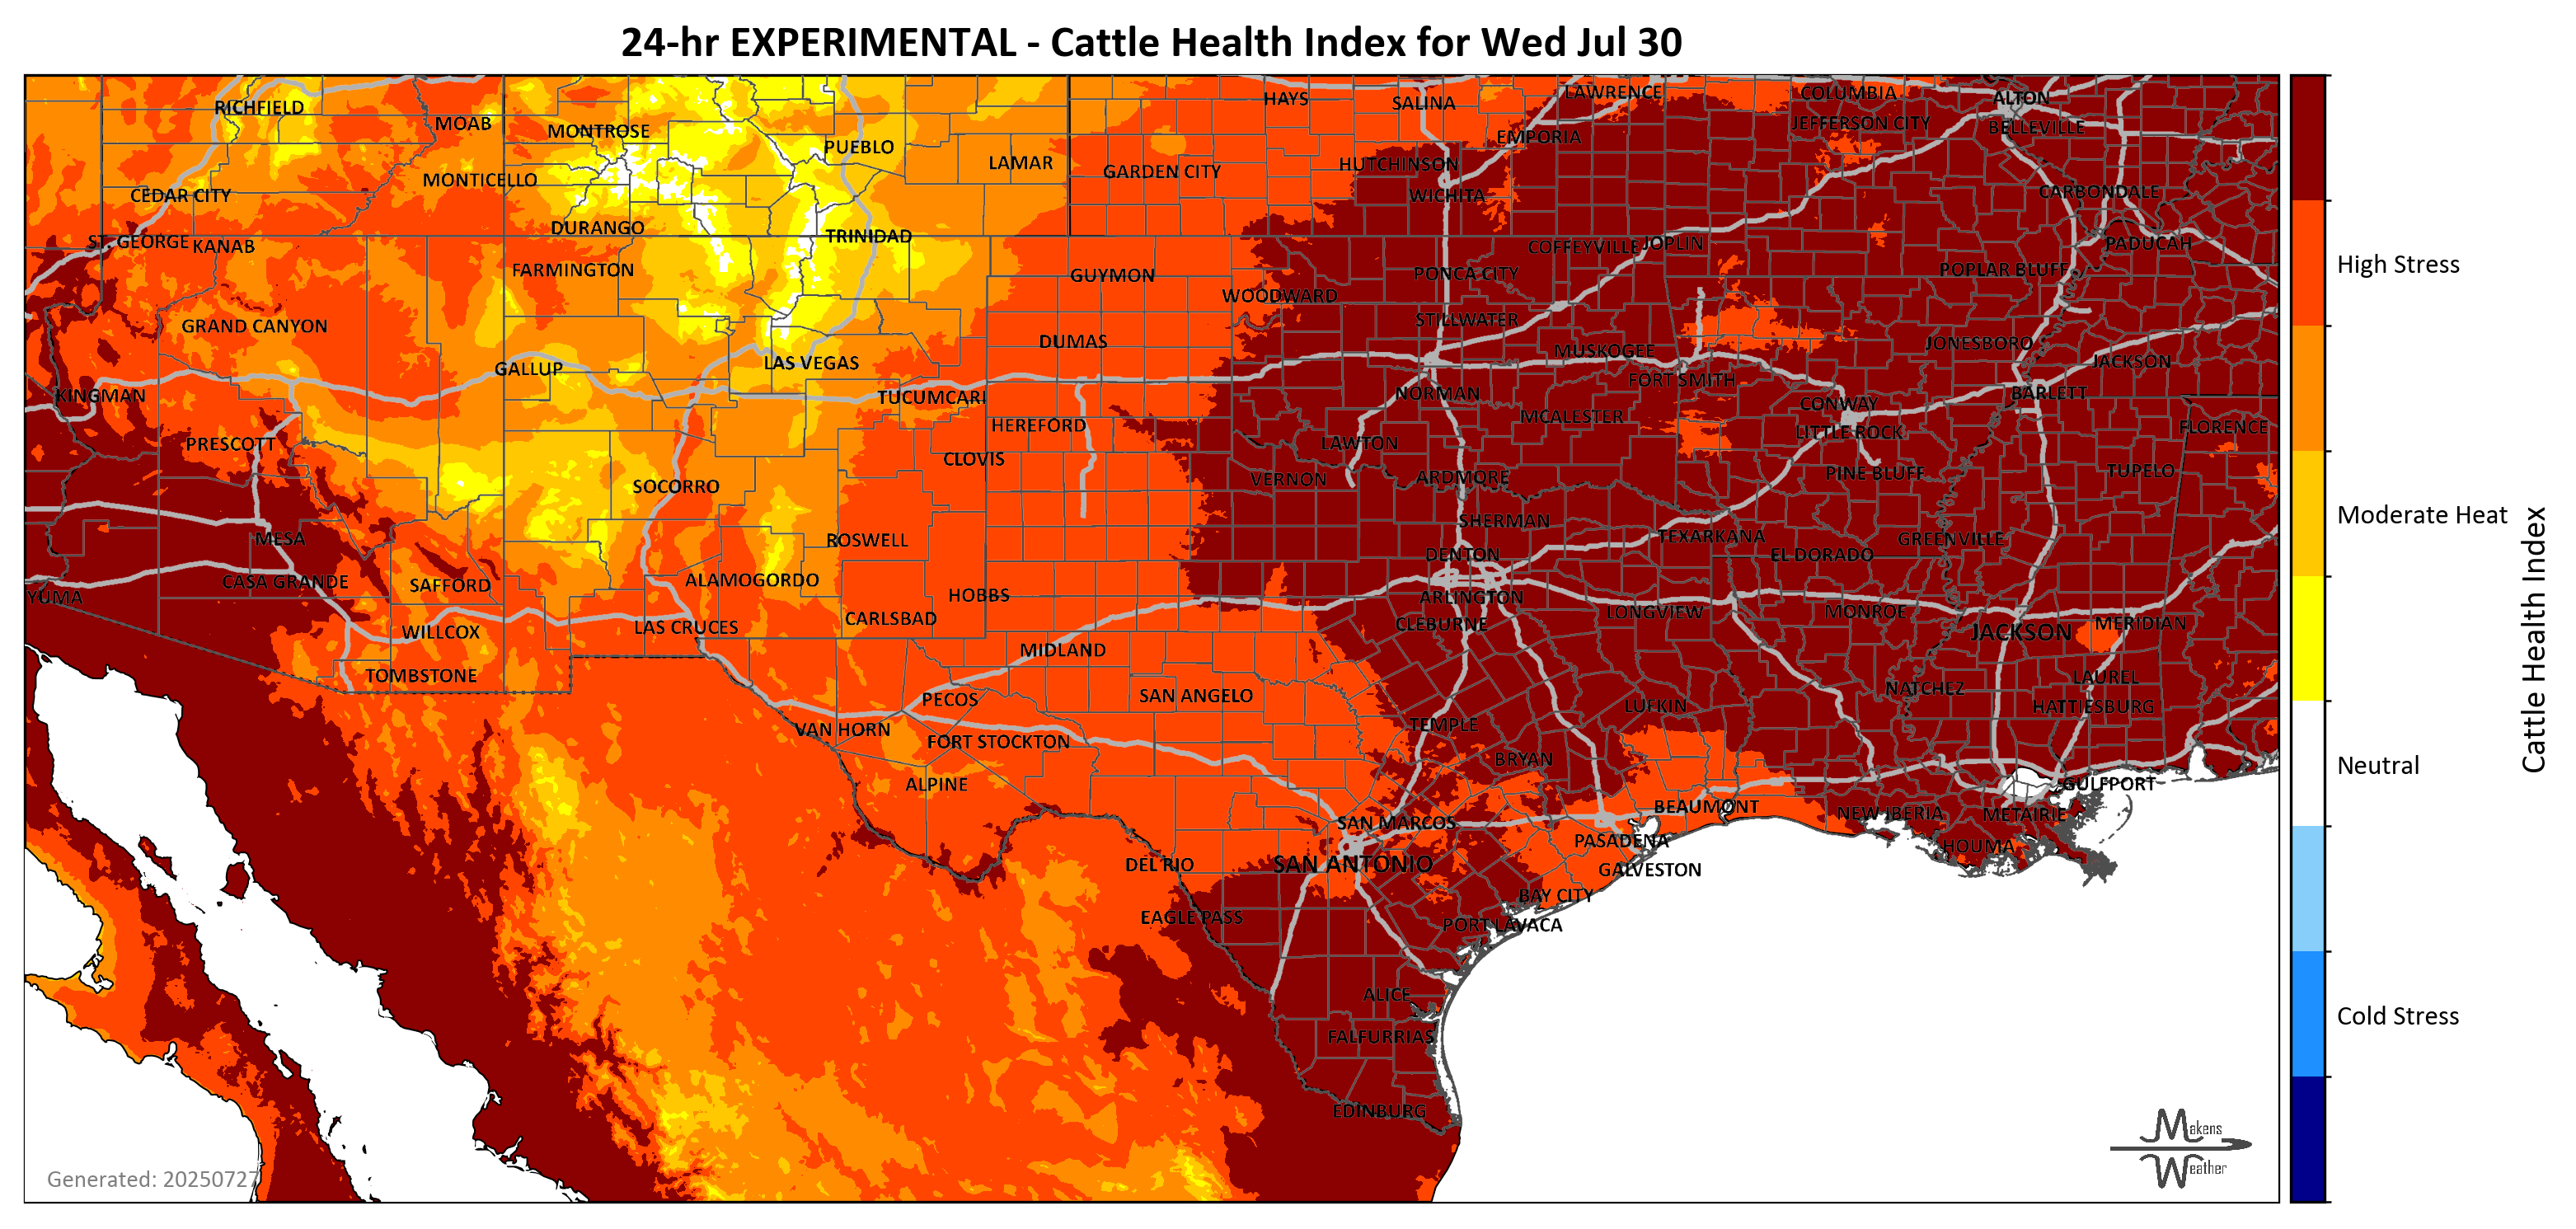 24-hr EXPERIMENTAL - Cattle Health Index for Wed Jul 30
RICHFIELD
MOAB
MONTROSE
PUEBLO
LAMAR
HAYS
SALINA
LAWRENCE
COLUMBIA
ALTON
EMPORIA
JEFFERSON CITY
BELLEVILLE
CEDAR CITY
MONTICELLO
GARDEN CITY
HUTCHINSON
WICHITA
CARBONDALE
ST. GEORGE
KANAB
DURANGO
TRINIDAD
COFFEYVILLE
JOPLIN
PADUCAH
High Stress
FARMINGTON
GUYMON
PONCA CITY
POPLAR BLUFF
WOODWARD
GRAND CANYON
DUMAS
STILLWATER
MUSKOGEE
JONESBORO
JACKSON
GALLUP
LAS VEGAS
FORT SMITH
KINGMAN
TUCUMCARI
NORMAN
CONWAY
BARLETT
PRESCOTT
HEREFORD
LAWTON
MCALESTER
LITTLE ROCK
FLORENCE
CLOVIS
SOCORRO
VERNON
ARDMORE
PINE BLUFF
TUPELO
Moderate Heat
MESA
ROSWELL
SHERMAN
DENTON
TEXARKANA
EL DORADO
GREENVILLE
YUMA
CASA GRANDE
SAFFORD
ALAMOGORDO
HOBBS
ARLINGTON
LONGVIEW
MONROE
WILLCOX
LAS CRUCES
CARLSBAD
CLEBURNE
JACKSON
MERIDIAN
Cattle Health Index
TOMBSTONE
MIDLAND
PECOS
SAN ANGELO
NATCHEZ
LAUREL
VAN HORN
FORT STOCKTON
TEMPLE
LUFKIN
HATTIESBURG
ALPINE
BRYAN
GULFPORT
Neutral
SAN MARCOS
BEAUMONT
NEW IBERIA
METAIRIE
DEL RIO
SAN ANTONIO
PASADENA
GALVESTON
HOUMA
EAGLE PASS
BAY CITY
PORT LAVACA
ALICE
FALFURRIAS
Cold Stress
EDINBURG
Generated: 20250727
Makens
Weather